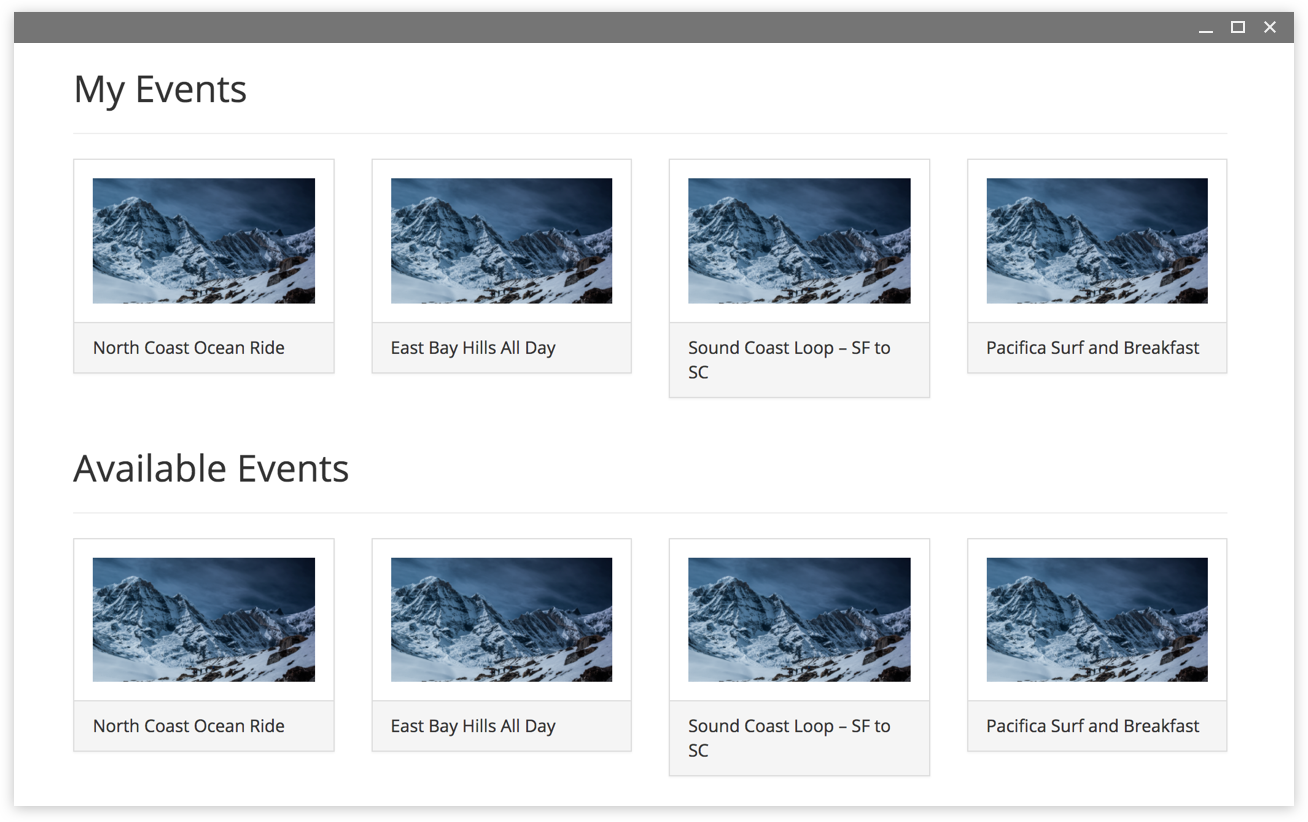 My Events
North Coast Ocean Ride
East Bay Hills All Day
Sound Coast Loop – SF to
SC
Pacifica Surf and Breakfast
Available Events
North Coast Ocean Ride
East Bay Hills All Day
Sound Coast Loop – SF to
SC
Pacifica Surf and Breakfast